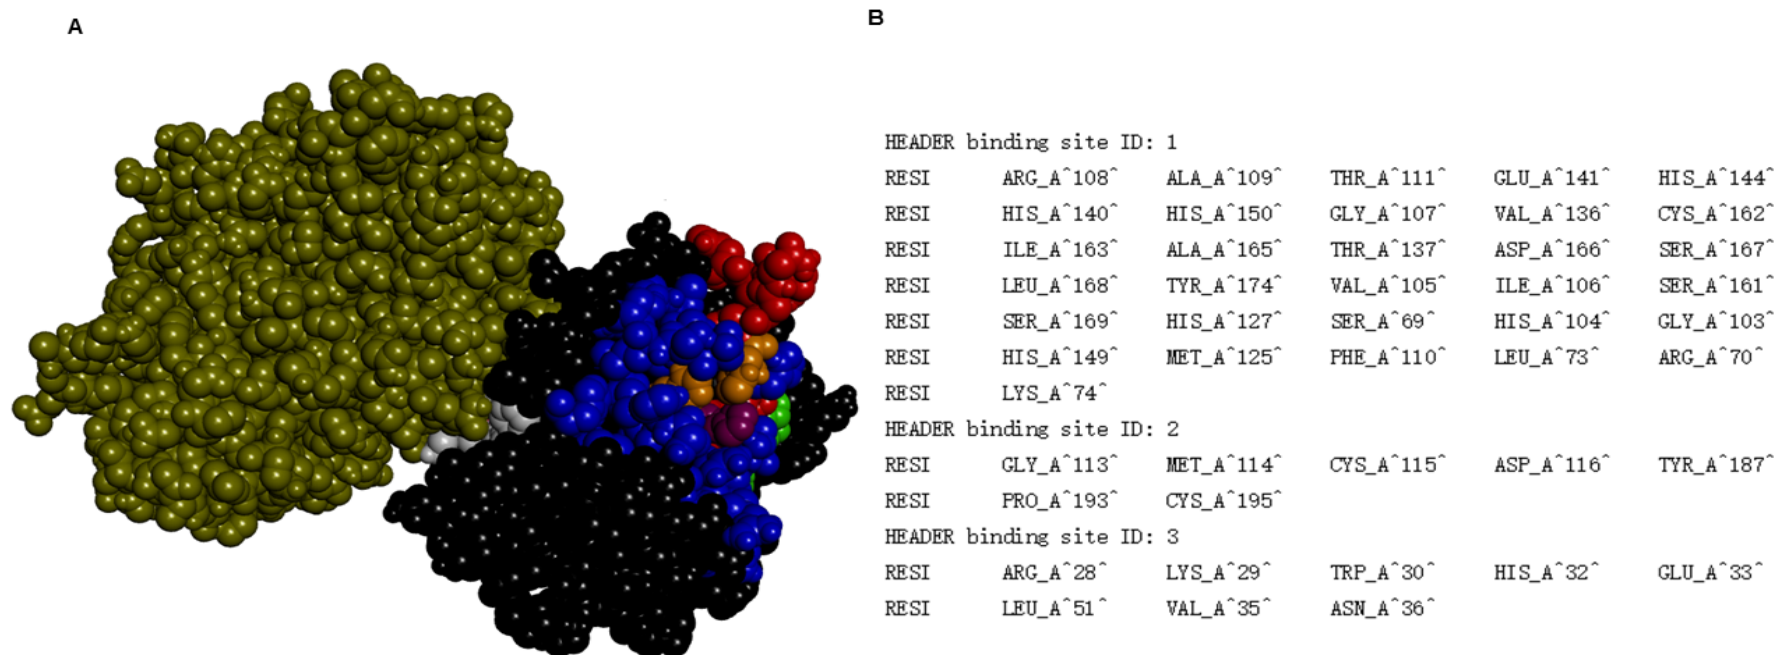 A
B
HEADER binding site ID: 1
RESI ARG_A^108^ ALA_A^109^ THR_A^111^ GLU_A^141^ HIS_A^144^
RESI HIS_A^140^ HIS_A^150^ GLY_A^107^ VAL_A^136^ CYS_A^162^
RESI ILE_A^163^ ALA_A^165^ THR_A^137^ ASP_A^166^ SER_A^167^
RESI LEU_A^168^ TYR_A^174^ VAL_A^105^ ILE_A^106^ SER_A^161^
RESI SER_A^169^ HIS_A^127^ SER_A^69^ HIS_A^104^ GLY_A^103^
RESI HIS_A^149^ MET_A^125^ PHE_A^110^ LEU_A^73^ ARG_A^70^
RESI LYS_A^74^
HEADER binding site ID: 2
RESI GLY_A^113^ MET_A^114^ CYS_A^115^ ASP_A^116^ TYR_A^187^
RESI PRO_A^193^ CYS_A^195^
HEADER binding site ID: 3
RESI ARG_A^28^ LYS_A^29^ TRP_A^30^ HIS_A^32^ GLU_A^33^
RESI LEU_A^51^ VAL_A^35^ ASN_A^36^